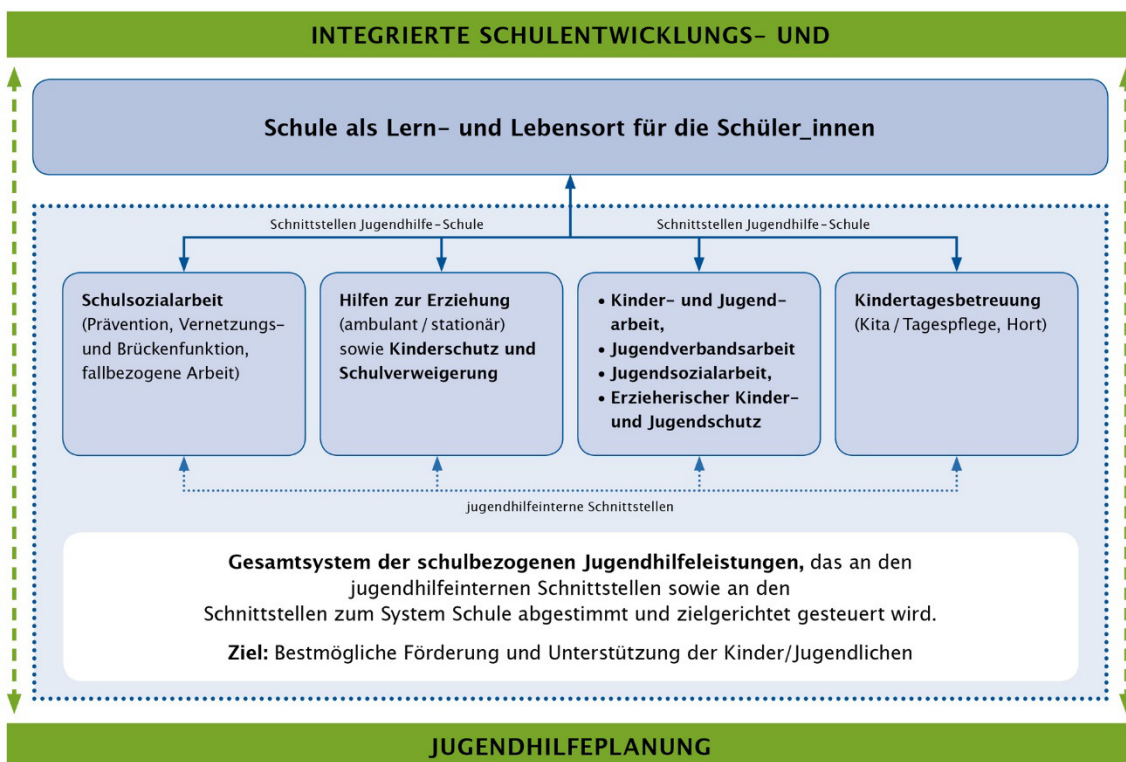 INTEGRIERTE SCHULENTWICKLUNGS- UND
Schule als Lern- und Lebensort für die Schüler_innen
Schnittstellen Jugendhilfe-Schule
Schnittstellen Jugendhilfe-Schule
Schulsozialarbeit
(Prävention, Vernetzungs-
und Brückenfunktion,
fallbezogene Arbeit)
Hilfen zur Erziehung
(ambulant / stationär)
sowie Kinderschutz und
Schulverweigerung
• Kinder- und Jugend-
arbeit,
• Jugendverbandsarbeit
• Jugendsozialarbeit,
• Erzieherischer Kinder-
und Jugendschutz
Kindertagesbetreuung
(Kita / Tagespflege, Hort)
jugendhilfeinterne Schnittstellen
Gesamtsystem der schulbezogenen Jugendhilfeleistungen, das an den
jugendhilfeinternen Schnittstellen sowie an den
Schnittstellen zum System Schule abgestimmt und zielgerichtet gesteuert wird.
Ziel: Bestmögliche Förderung und Unterstützung der Kinder/Jugendlichen
JUGENDHILFEPLANUNG